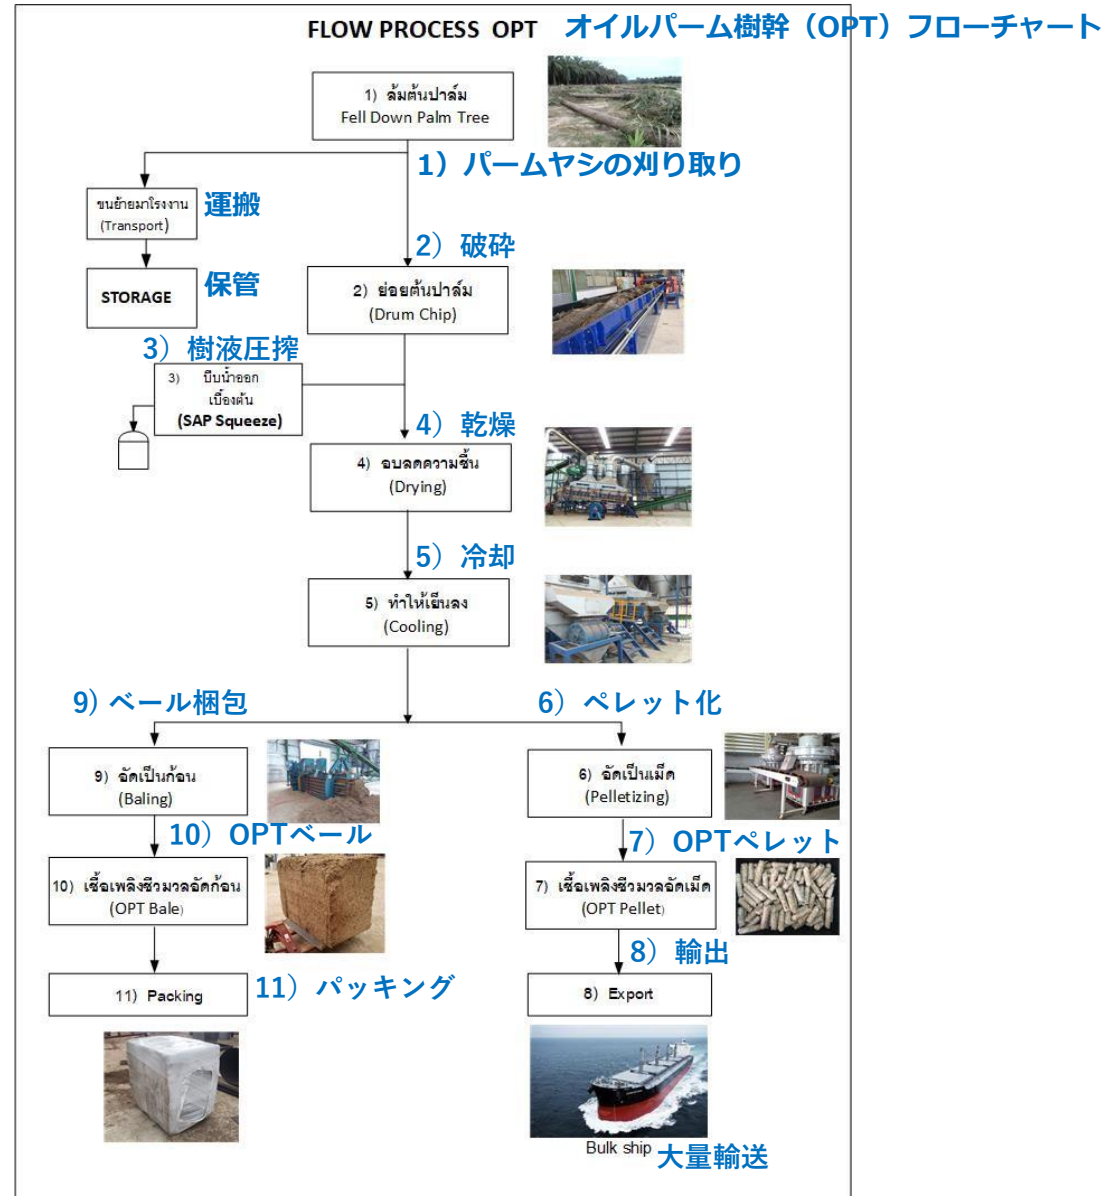 FLOW PROCESS OPT オイルパーム樹幹（OPT）フローチャート
1) ล้มต้นปาล์ม
Fell Down Palm Tree
1）パームヤシの刈り取り
ขนย้ายมาโรงงาน
(Transport)
運搬
STORAGE
保管
2）破砕
2) ย่อยต้นปาล์ม
(Drum Chip)
3）樹液圧搾
3) บีบน้ำออก
เบื้องต้น
(SAP Squeeze)
4）乾燥
4) อบลดความชื้น
(Drying)
5）冷却
5) ทำให้เย็นลง
(Cooling)
9) ベール梱包
9) อัดเป็นก้อน
(Baling)
10）OPTベール
10) เชื้อเพลิงชีวมวลอัดก้อน
(OPT Bale)
11) Packing
11）パッキング
6）ペレット化
6) อัดเป็นเม็ด
(Pelletizing)
7）OPTペレット
7) เชื้อเพลิงชีวมวลอัดเม็ด
(OPT Pellet)
8）輸出
8) Export
Bulk ship 大量輸送